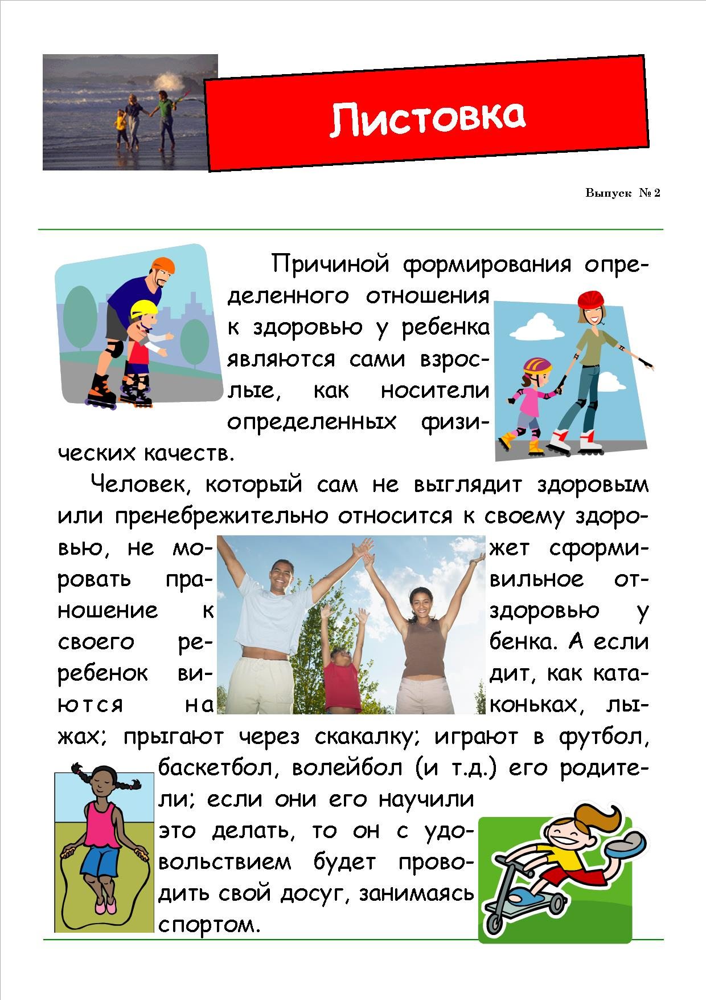 Листовка
Выпуск № 2
Причиной формирования опре-
деленного отношения
к здоровью у ребенка
являются сами взрос-
лые, как носители
определенных физи-
ческих качеств.
Человек, который сам не выглядит здоровым
или пренебрежительно относится к своему здоро-
вью, не мо- жет сформи-
ровать пра- вильное от-
ношение к здоровью у
своего ре- бенка. А если
ребенок ви- дит, как ката-
ются на коньках, лы-
жах; прыгают через скакалку; играют в футбол,
баскетбол, волейбол (и т.д.) его родите-
ли; если они его научили
это делать, то он с удо-
вольствием будет прово-
дить свой досуг, занимаясь
спортом.